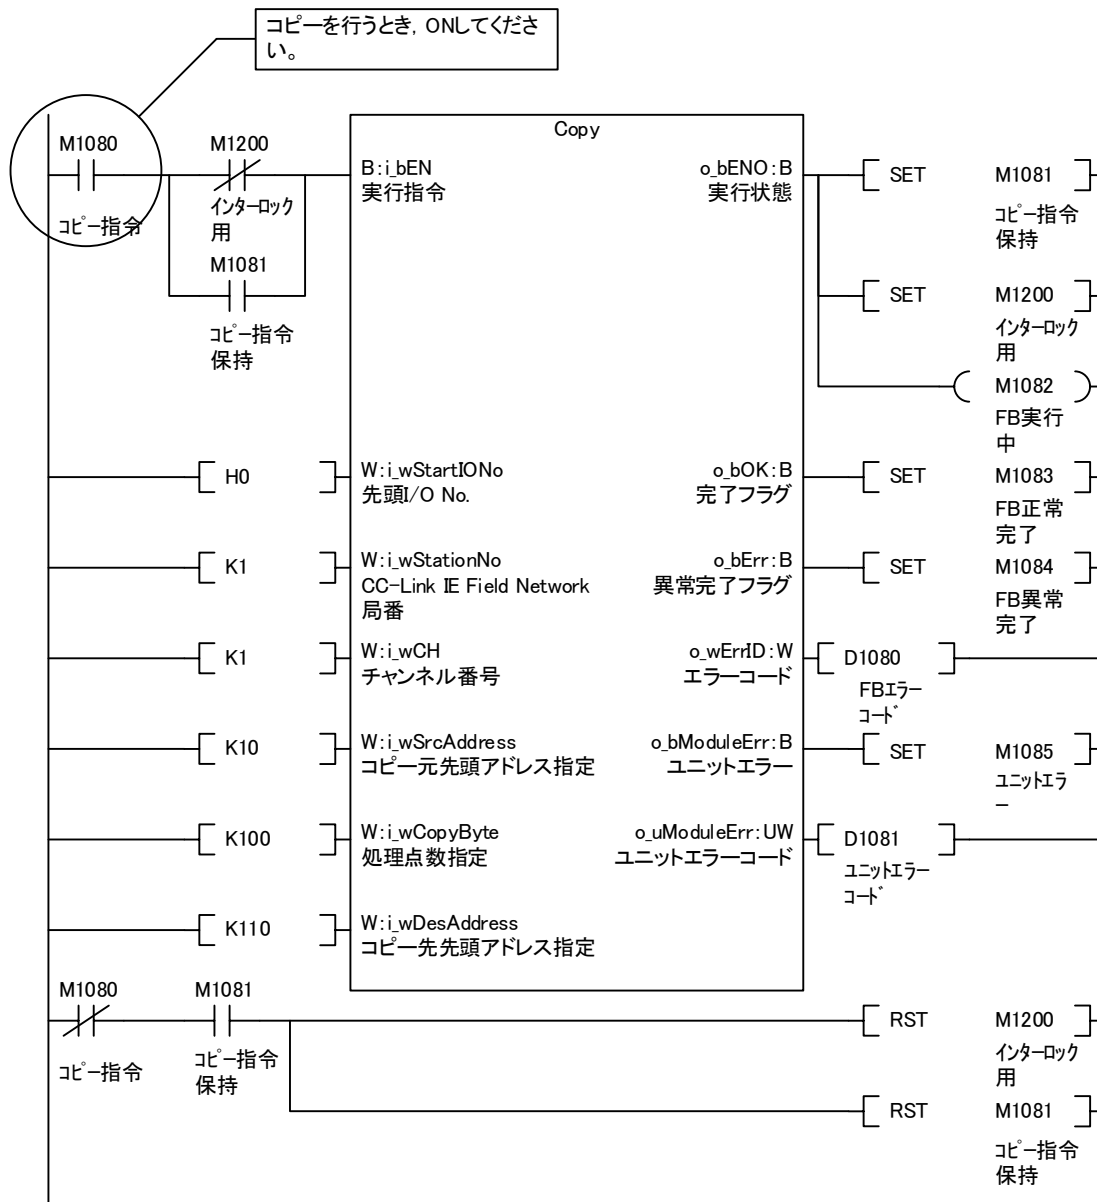 コピーを行うとき, ONしてくださ
い。
Copy
M1080
コピー指令
M1200
インターロック
用
M1081
コピー指令
保持
B:i_bEN
実行指令
o_bENO:B
実行状態
SET M1081
コピー指令
保持
SET M1200
インターロック
用
M1082
FB実行
中
H0
W:i_wStartIONo
先頭I/O No.
o_bOK:B
完了フラグ
SET M1083
FB正常
完了
K1
W:i_wStationNo
CC-Link IE Field Network
局番
o_bErr:B
異常完了フラグ
SET M1084
FB異常
完了
K1
W:i_wCH
チャンネル番号
o_wErrID:W
エラーコード
D1080
FBエラー
コード
K10
W:i_wSrcAddress
コピー元先頭アドレス指定
o_bModuleErr:B
ユニットエラー
SET M1085
ユニットエラ
ー
K100
W:i_wCopyByte
処理点数指定
o_uModuleErr:UW
ユニットエラーコード
D1081
ユニットエラー
コード
K110
W:i_wDesAddress
コピー先先頭アドレス指定
M1080
コピー指令
M1081
コピー指令
保持
RST M1200
インターロック
用
RST M1081
コピー指令
保持